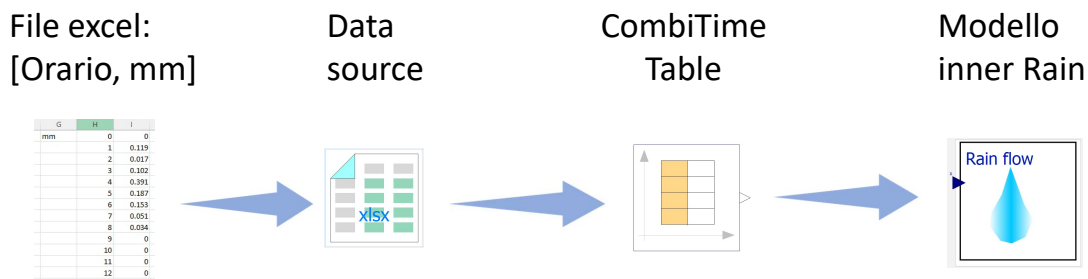 File excel:
[Orario, mm]
Data
source
CombiTime
Table
Modello
inner Rain
G H I
mm 0 0
1 0.119
2 0.017
3 0.102
4 0.391
5 0.187
6 0.153
7 0.051
8 0.034
9 0
10 0
11 0
12 0
xlsx
Rain flow